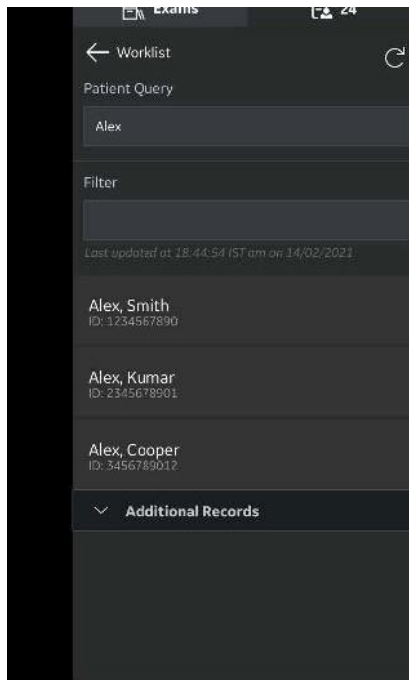 Exams
24
Worklist
Patient Query
Alex
Filter
Last updated at 18:44:54 IST am on 14/02/2021
Alex, Smith
ID: 1234567890
Alex, Kumar
ID: 2345678901
Alex, Cooper
ID: 3456789012
Additional Records